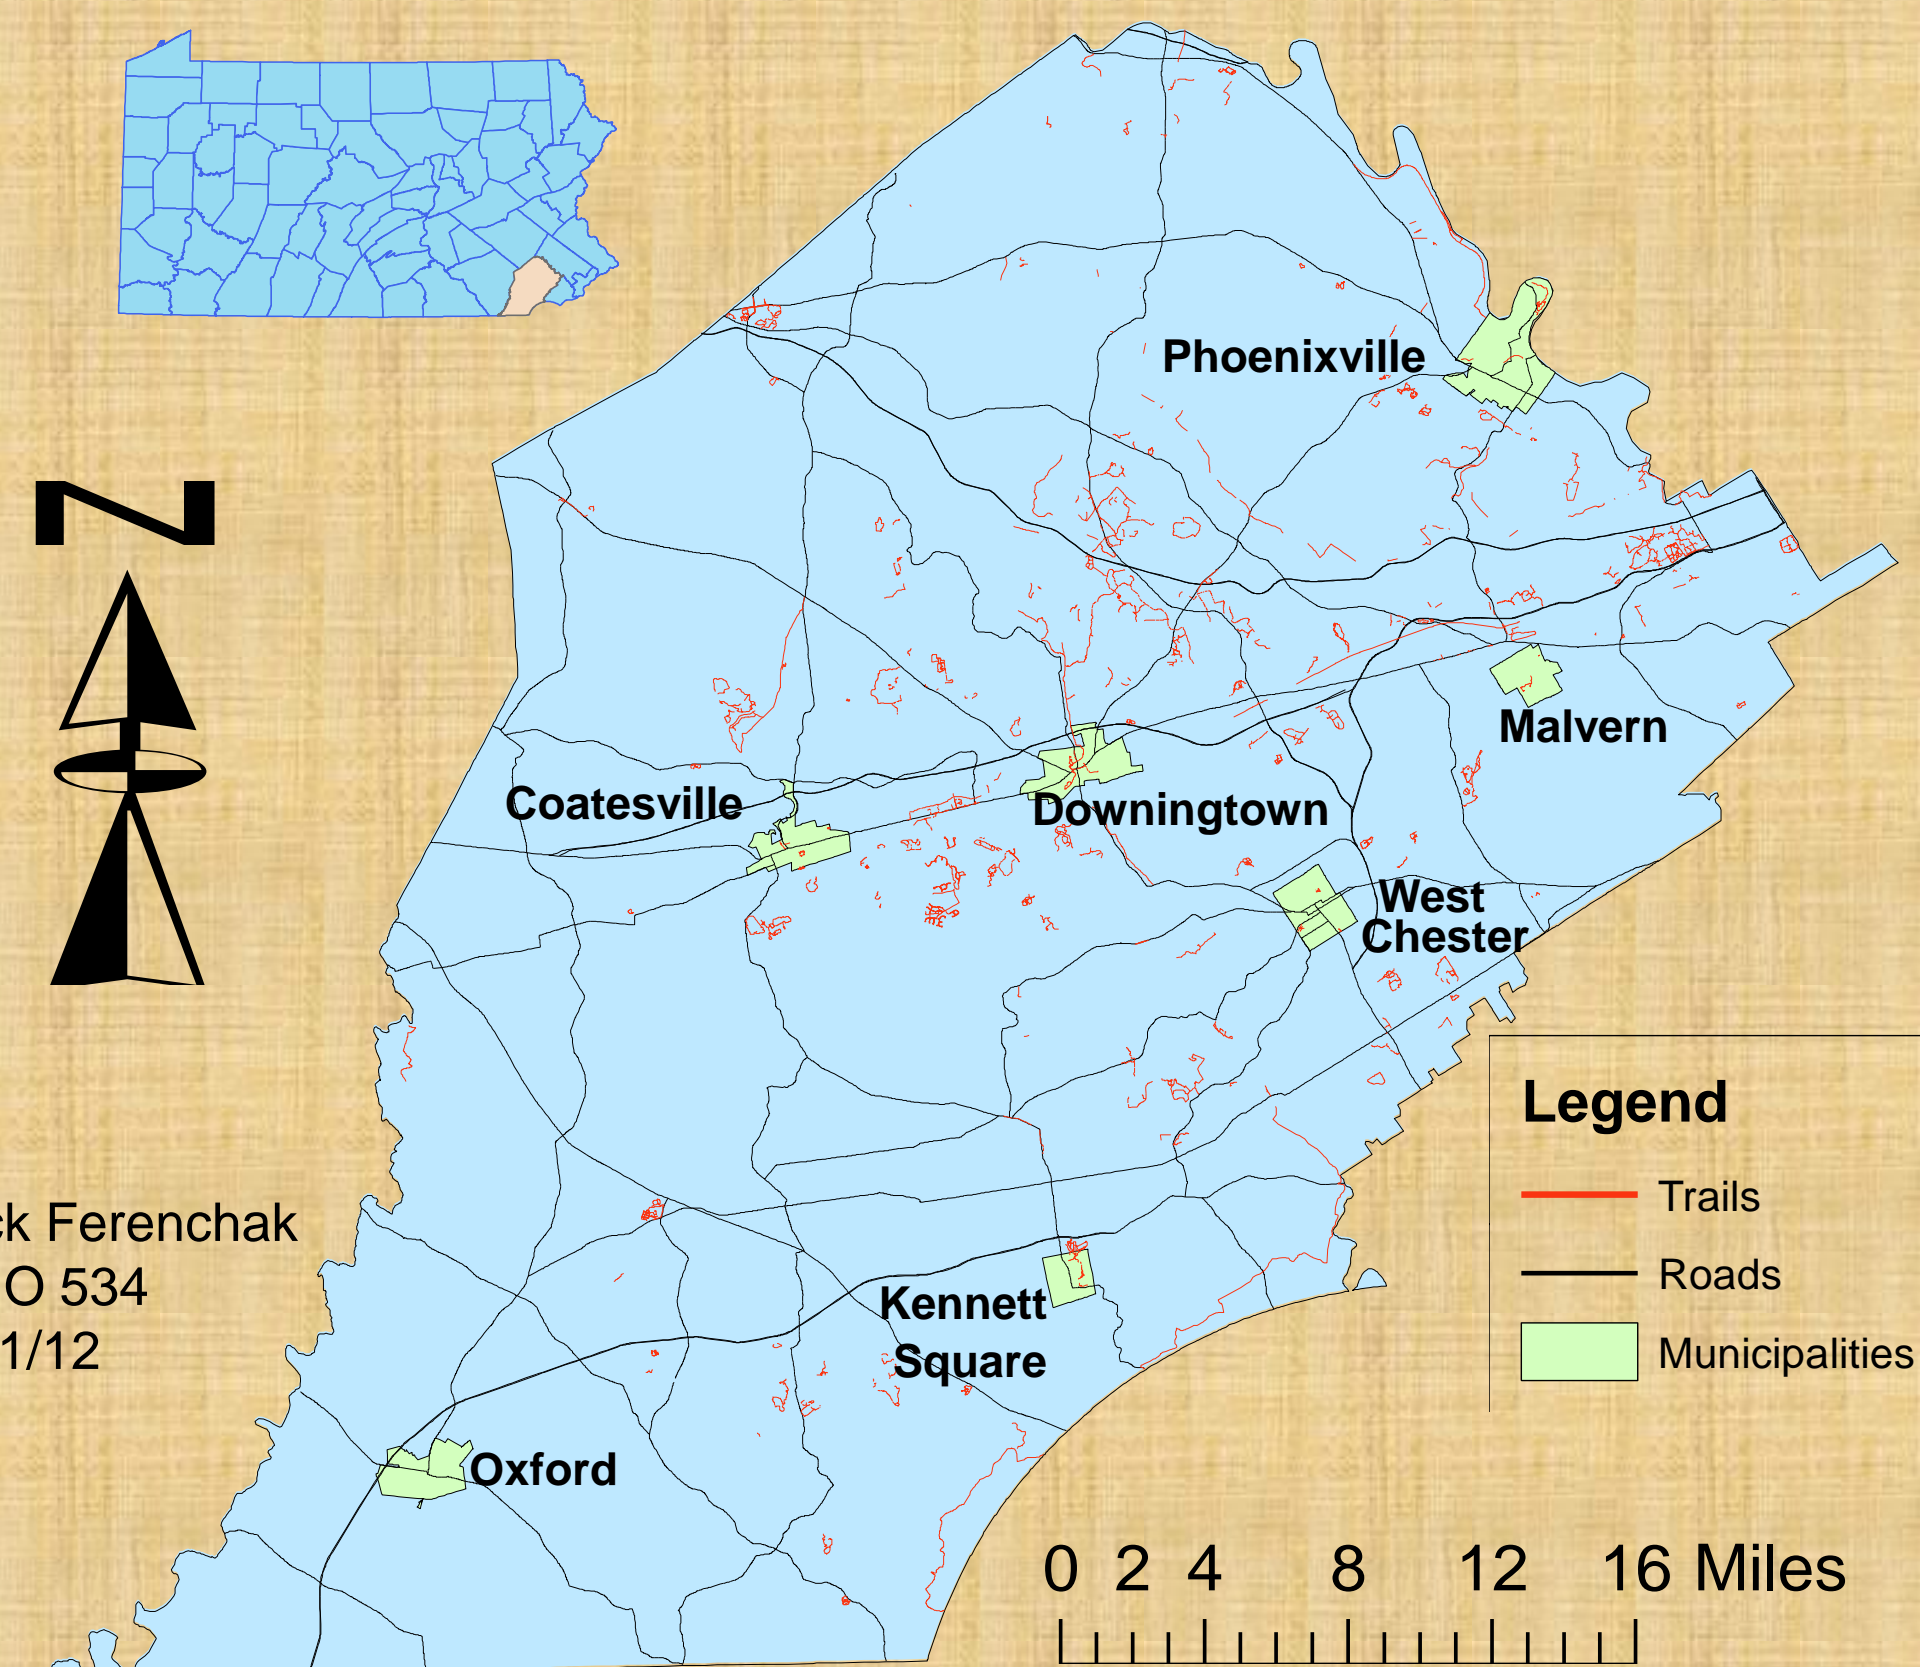 N
Phoenixville
Malvern
Coatesville
Downingtown
West
Chester
Legend
Trails
Roads
Municipalities
ck Ferenchak
O 534
1/12
Kennett
Square
Oxford
0 2 4 8 12 16 Miles